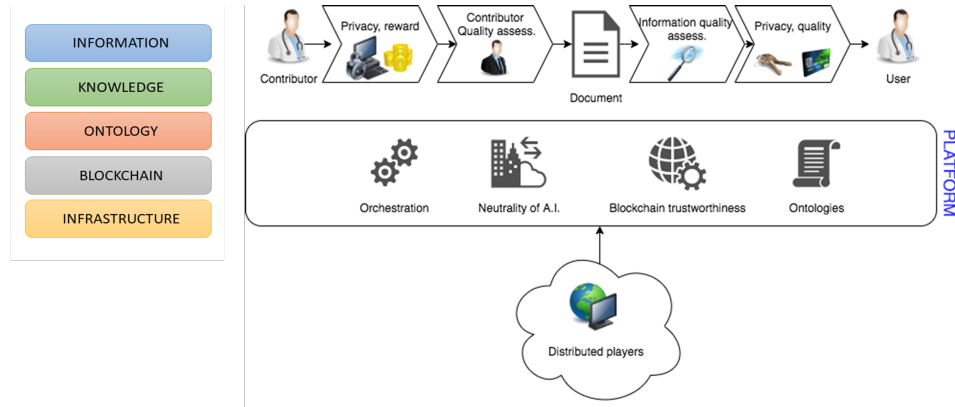 INFORMATION
KNOWLEDGE
ONTOLOGY
BLOCKCHAIN
INFRASTRUCTURE
Privacy, reward
Contributor
Quality assess.
Information quality
assess.
Privacy, quality
Contributor
Document
User
Orchestration
Neutrality of A.I.
Blockchain trustworthiness
Ontologies
PLATFORM
Distributed players